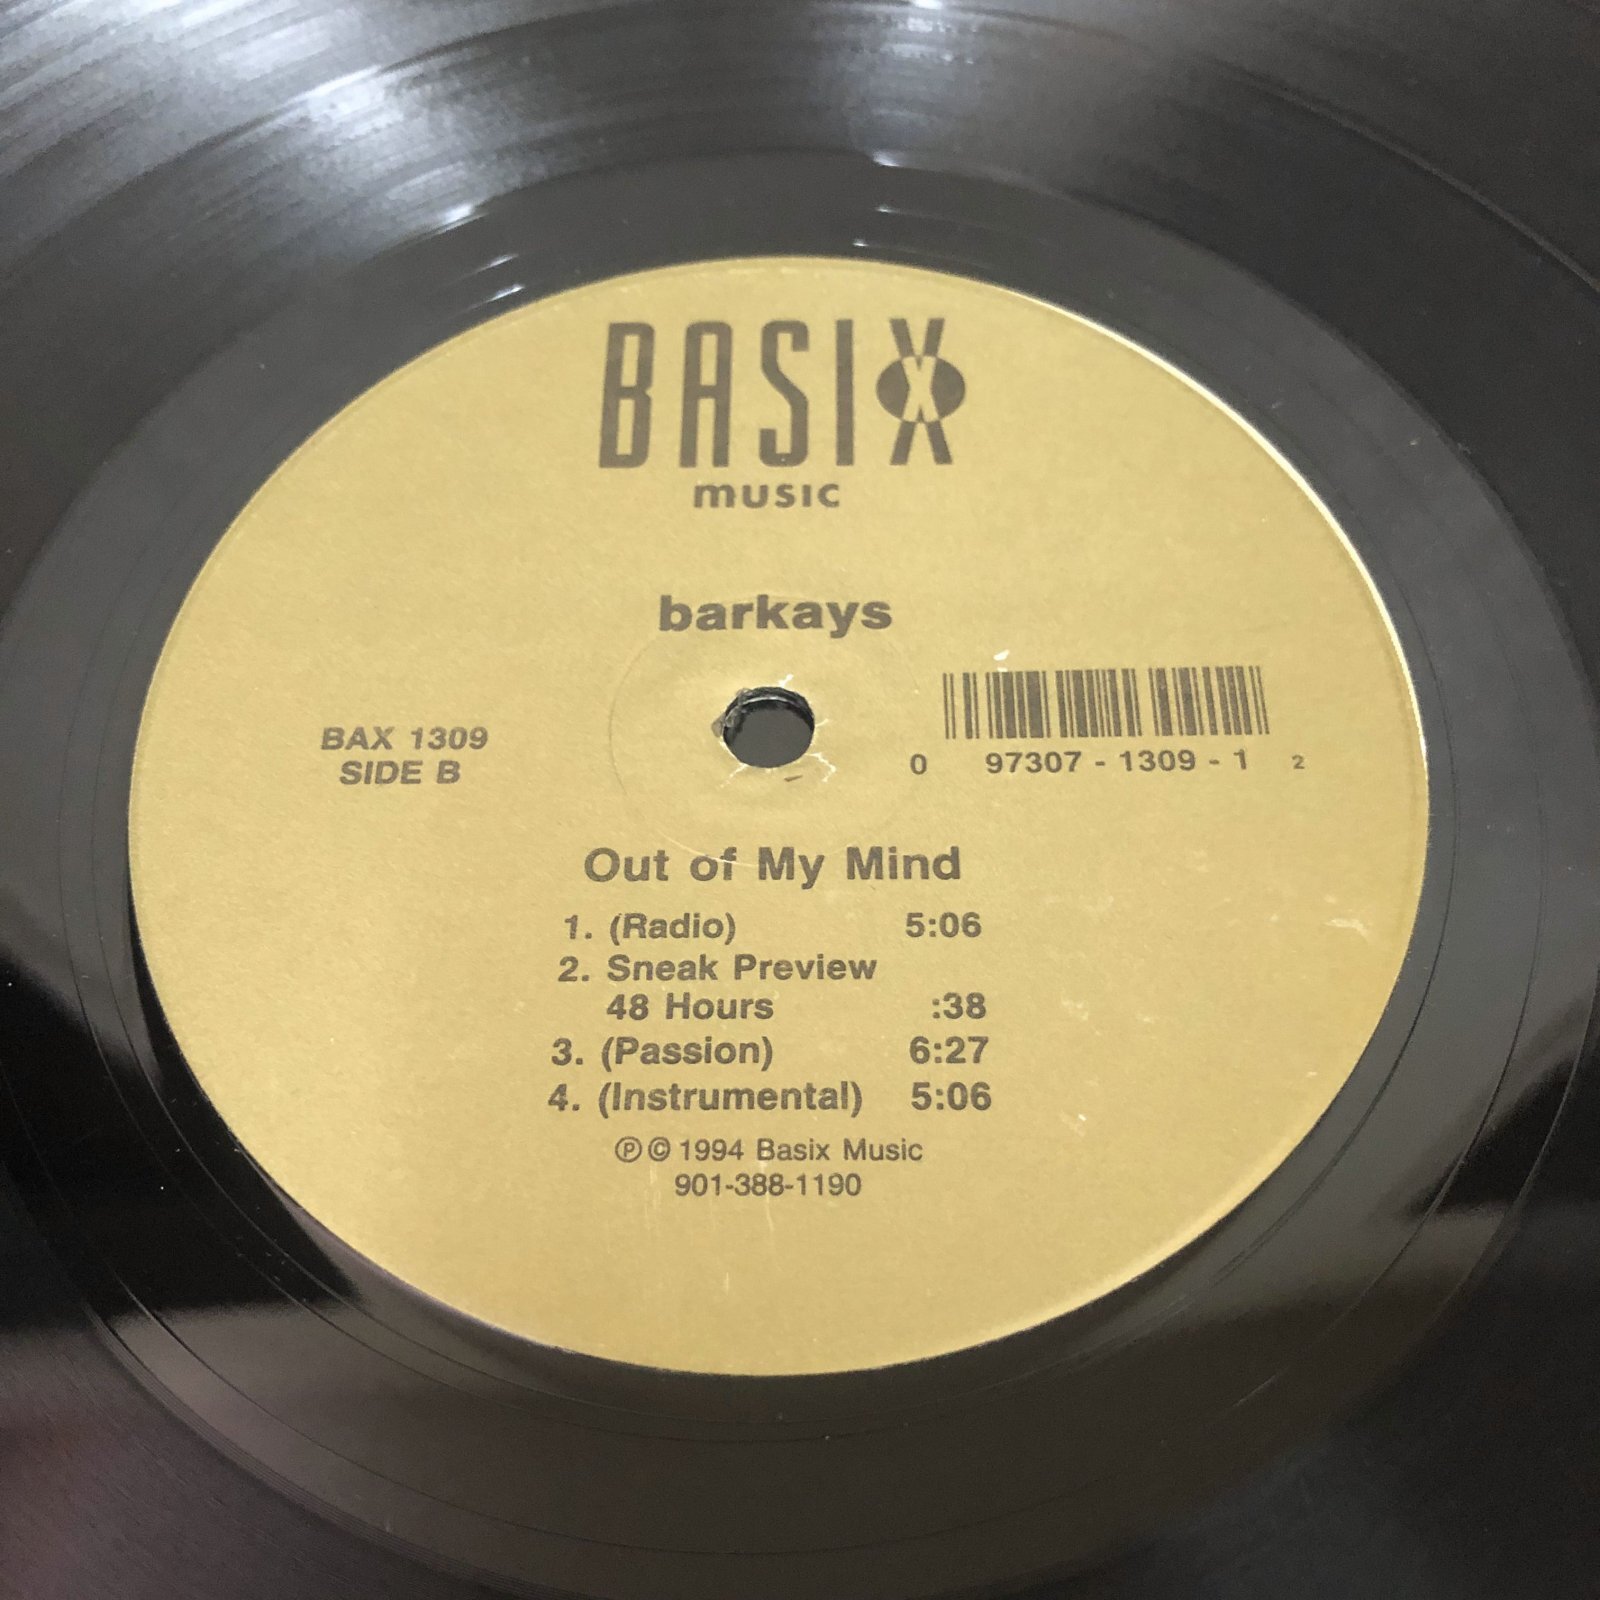 BASIX
MUSIC
barkays
BAX 1309
SIDE B
0 97307 - 1309 - 1 2
Out of My Mind
1. (Radio) 5:06
2. Sneak Preview
48 Hours :38
3. (Passion) 6:27
4. (Instrumental) 5:06
℗ © 1994 Basix Music
901-388-1190